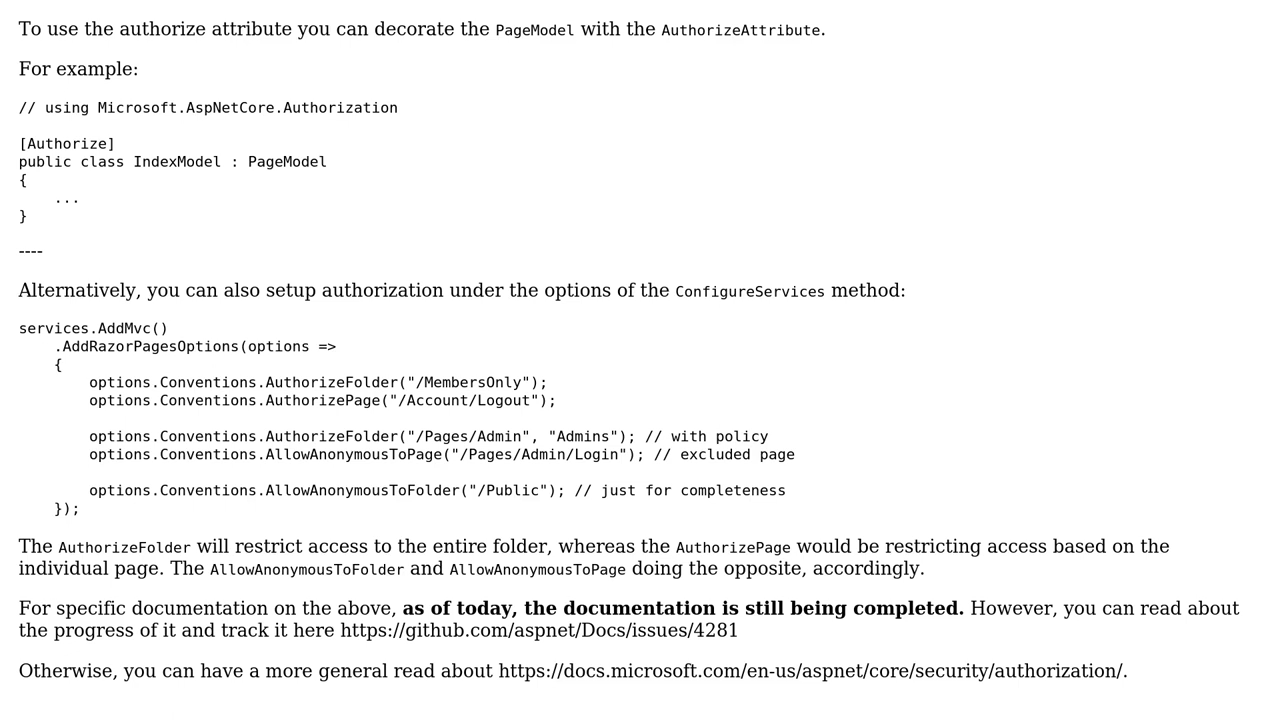 To use the authorize attribute you can decorate the PageModel with the AuthorizeAttribute.
For example:
// using Microsoft.AspNetCore.Authorization
[Authorize]
public class IndexModel : PageModel
{
    ...
}
----
Alternatively, you can also setup authorization under the options of the ConfigureServices method:
services.AddMvc()
    .AddRazorPagesOptions(options =>
    {
        options.Conventions.AuthorizeFolder("/MembersOnly");
        options.Conventions.AuthorizePage("/Account/Logout");
        options.Conventions.AuthorizeFolder("/Pages/Admin", "Admins"); // with policy
        options.Conventions.AllowAnonymousToPage("/Pages/Admin/Login"); // excluded page
        options.Conventions.AllowAnonymousToFolder("/Public"); // just for completeness
    });
The AuthorizeFolder will restrict access to the entire folder, whereas the AuthorizePage would be restricting access based on the
individual page. The AllowAnonymousToFolder and AllowAnonymousToPage doing the opposite, accordingly.
For specific documentation on the above, as of today, the documentation is still being completed. However, you can read about
the progress of it and track it here https://github.com/aspnet/Docs/issues/4281
Otherwise, you can have a more general read about https://docs.microsoft.com/en-us/aspnet/core/security/authorization/.